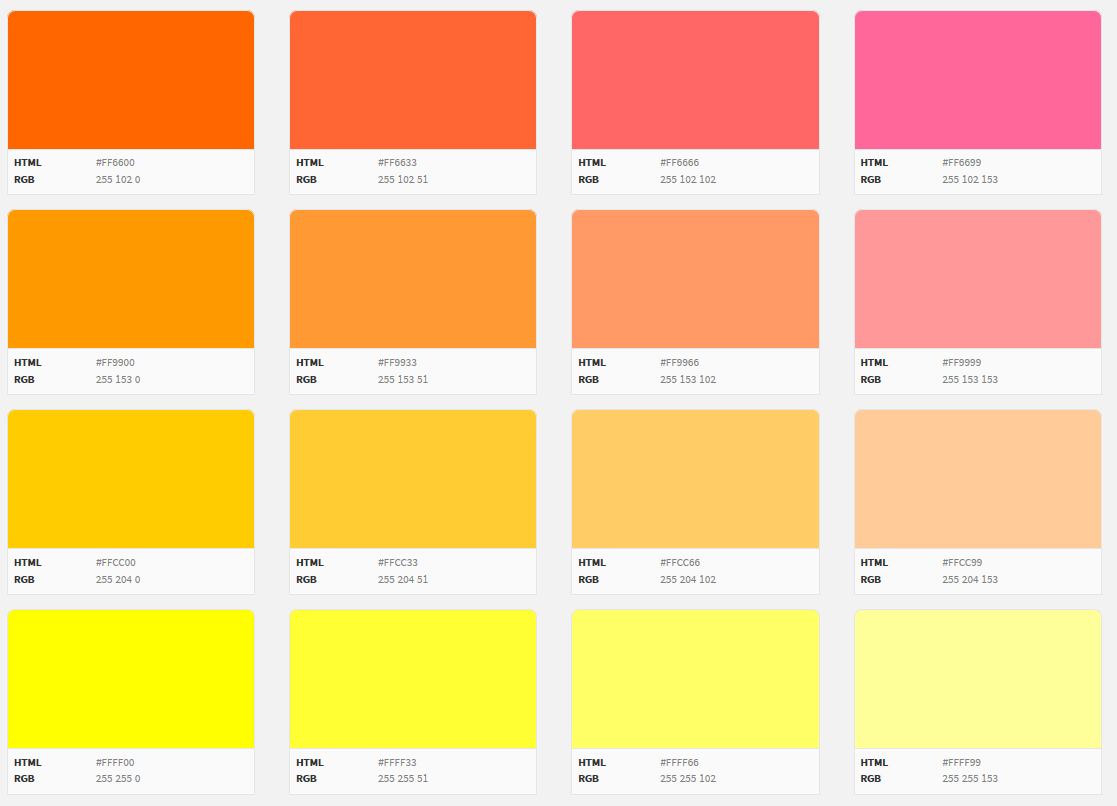 HTML #FF6600 HTML #FF6633 HTML #FF6666 HTML #FF6699
RGB 255 102 0 RGB 255 102 51 RGB 255 102 102 RGB 255 102 153
HTML #FF9900 HTML #FF9933 HTML #FF9966 HTML #FF9999
RGB 255 153 0 RGB 255 153 51 RGB 255 153 102 RGB 255 153 153
HTML #FFCC00 HTML #FFCC33 HTML #FFCC66 HTML #FFCC99
RGB 255 204 0 RGB 255 204 51 RGB 255 204 102 RGB 255 204 153
HTML #FFFF00 HTML #FFFF33 HTML #FFFF66 HTML #FFFF99
RGB 255 255 0 RGB 255 255 51 RGB 255 255 102 RGB 255 255 153